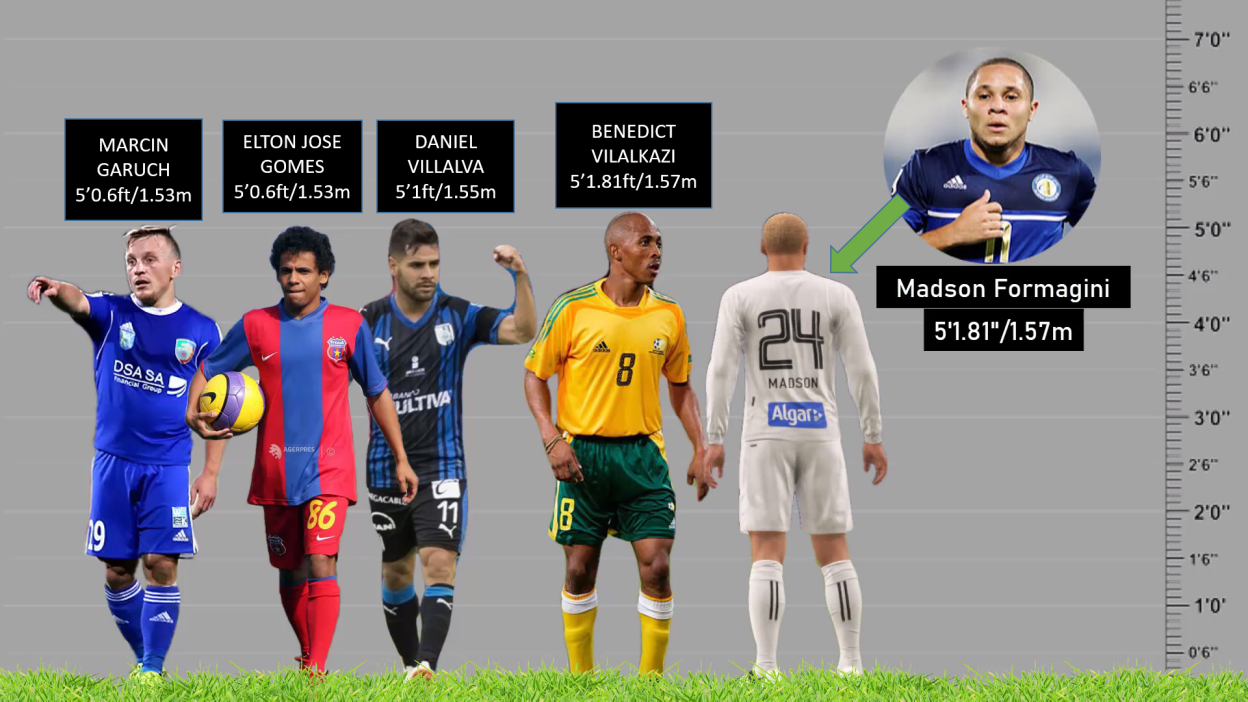 MARCIN
GARUCH
5’0.6ft/1.53m
ELTON JOSE
GOMES
5’0.6ft/1.53m
DANIEL
VILLALVA
5’1ft/1.55m
BENEDICT
VILALKAZI
5’1.81ft/1.57m
Madson Formagini
5'1.81"/1.57m
7'0"
6'6"
6'0"
5'6"
5'0"
4'6"
4'0"
3'6"
3'0"
2'6"
2'0"
1'6"
1'0'
0'6"
DSA SA
Financial Group
29
AGERPRES
86
ULTIVA
11
adidas
8
8
24
MADSON
Algar
adidas